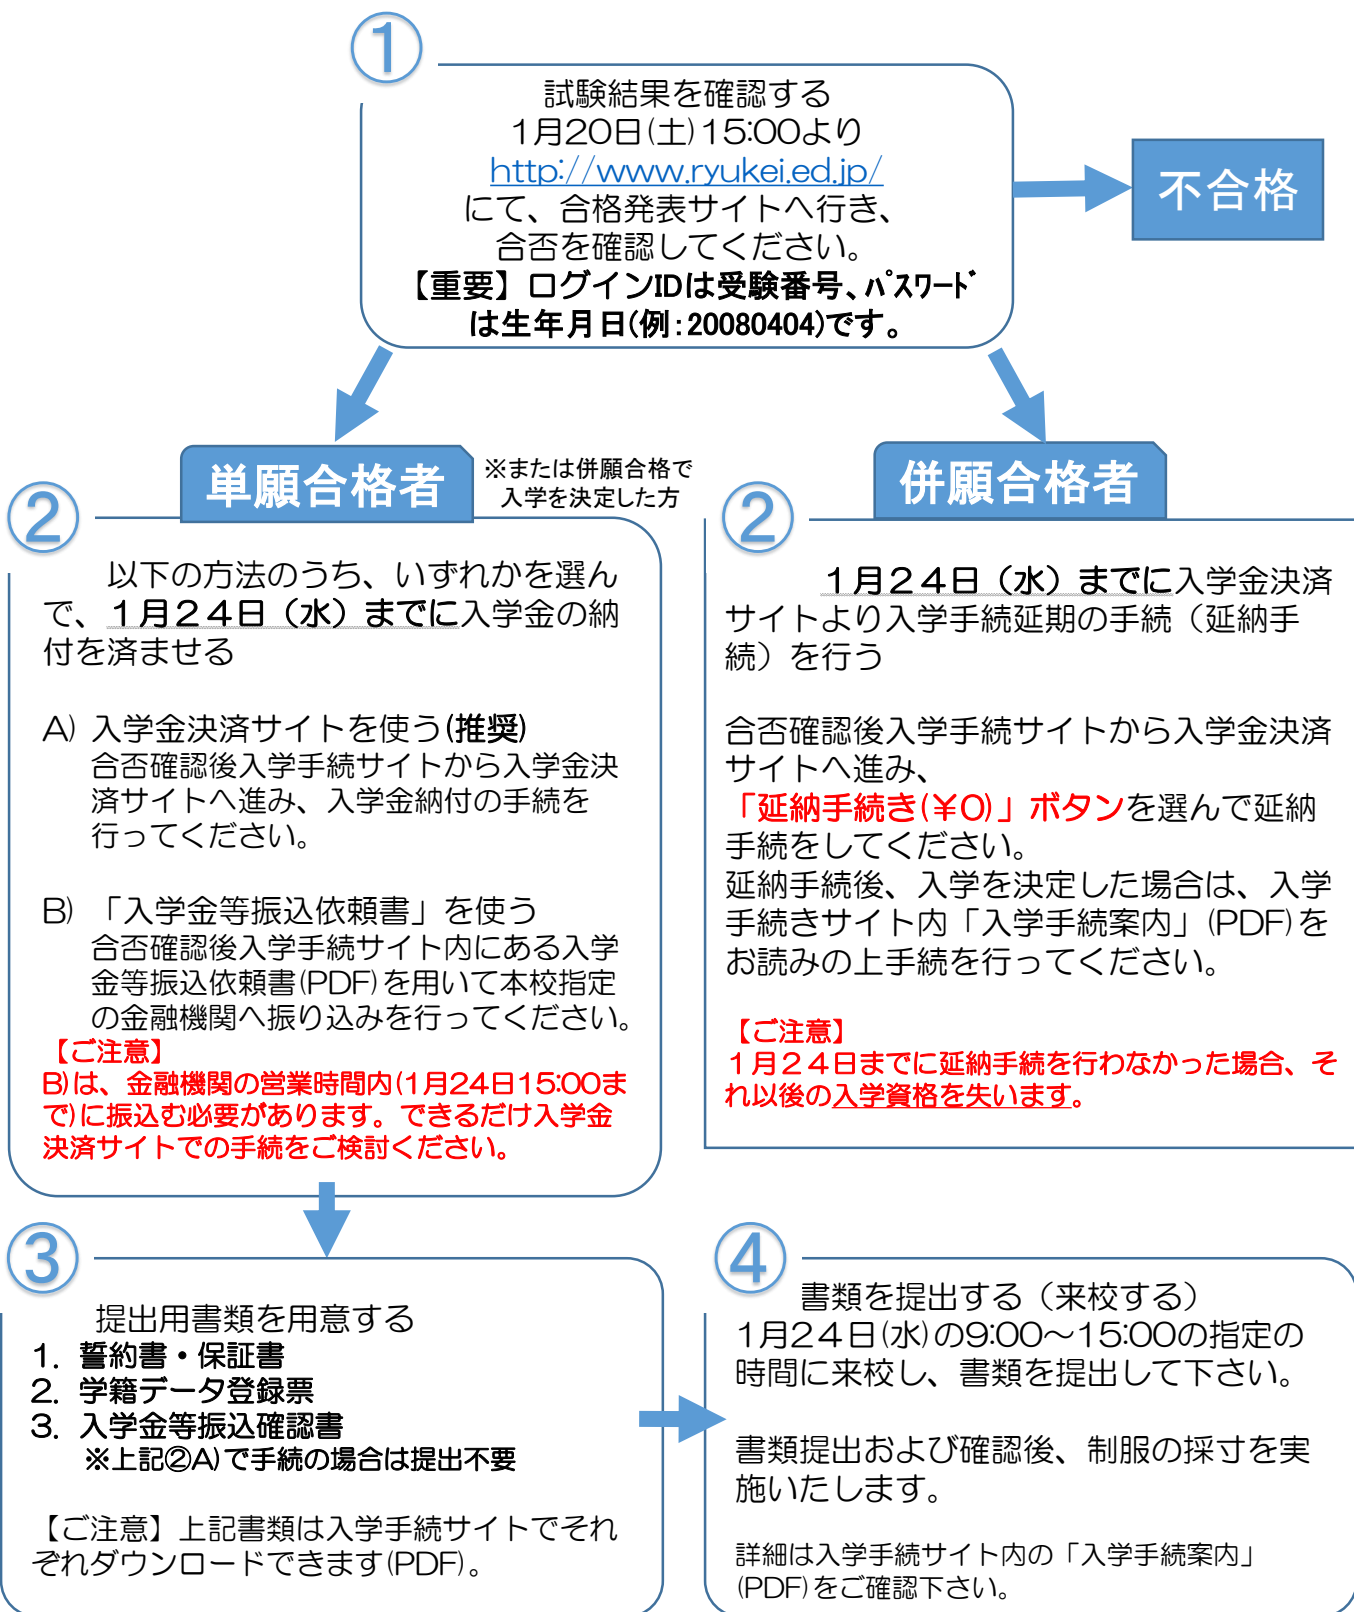 ①
試験結果を確認する
1月20日(土)15:00より
http://www.ryukei.ed.jp/
にて、合格発表サイトへ行き、
合否を確認してください。
【重要】ログインIDは受験番号、ﾊﾟｽﾜｰﾄﾞ
は生年月日(例:20080404)です。
不合格
単願合格者
※または併願合格で
入学を決定した方
②
以下の方法のうち、いずれかを選ん
で、1月24日(水)までに入学金の納
付を済ませる
A) 入学金決済サイトを使う(推奨)
合否確認後入学手続サイトから入学金決
済サイトへ進み、入学金納付の手続を
行ってください。
B) 「入学金等振込依頼書」を使う
合否確認後入学手続サイト内にある入学
金等振込依頼書(PDF)を用いて本校指定
の金融機関へ振り込みを行ってください。
【ご注意】
B)は、金融機関の営業時間内(1月24日15:00ま
で)に振込む必要があります。できるだけ入学金
決済サイトでの手続をご検討ください。
併願合格者
②
1月24日(水)までに入学金決済
サイトより入学手続延期の手続(延納手
続)を行う
合否確認後入学手続サイトから入学金決済
サイトへ進み、
「延納手続き(¥0)」ボタンを選んで延納
手続をしてください。
延納手続後、入学を決定した場合は、入学
手続きサイト内「入学手続案内」(PDF)を
お読みの上手続を行ってください。
【ご注意】
1月24日までに延納手続を行わなかった場合、そ
れ以後の入学資格を失います。
③
提出用書類を用意する
1. 誓約書・保証書
2. 学籍データ登録票
3. 入学金等振込確認書
※上記②A)で手続の場合は提出不要
【ご注意】上記書類は入学手続サイトでそれ
ぞれダウンロードできます(PDF)。
④
書類を提出する(来校する)
1月24日(水)の9:00～15:00の指定の
時間に来校し、書類を提出して下さい。
書類提出および確認後、制服の採寸を実
施いたします。
詳細は入学手続サイト内の「入学手続案内」
(PDF)をご確認下さい。